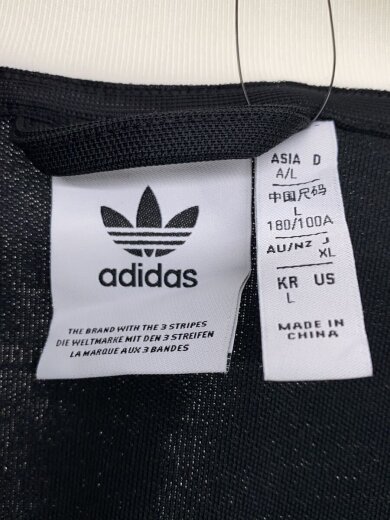 adidas
THE BRAND WITH THE 3 STRIPES
DIE WELTMARKE MIT DEN 3 STREIFEN
LA MARQUE AUX 3 BANDES
ASIA D
A/L
中国尺码
L
180/100A
AU/NZ J
XL
KR US
L
MADE IN
CHINA